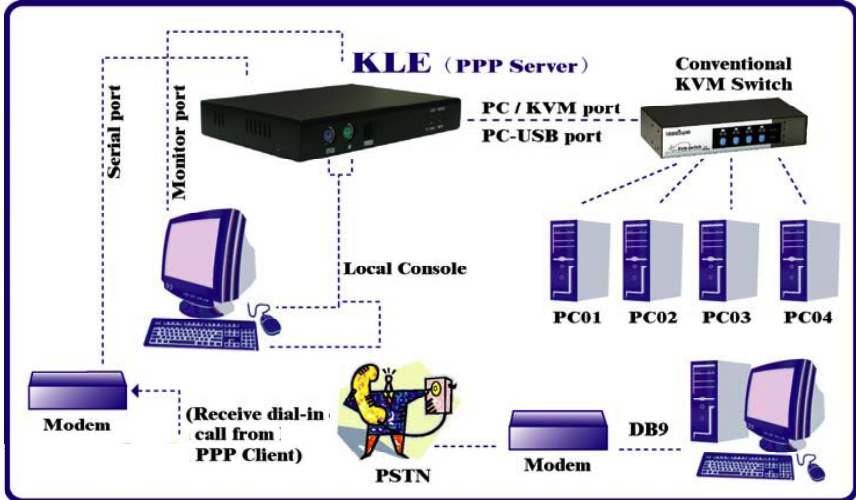 KLE (PPP Server)
Conventional
KVM Switch
PC / KVM port
PC-USB port
Serial port
Monitor port
Local Console
PC01 PC02 PC03 PC04
Modem
(Receive dial-in
call from
PPP Client)
PSTN
Modem
DB9